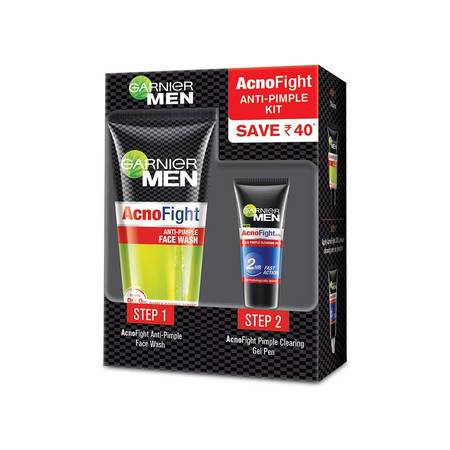 GARNIER
MEN
AcnoFight
ANTI-PIMPLE
KIT
SAVE ₹ 40*
GARNIER
MEN
AcnoFight
ANTI-PIMPLE
FACE WASH
STEP 1
AcnoFight Anti-Pimple
Face Wash
GARNIER
MEN
AcnoFight
2 HR FAST
ACTION
STEP 2
AcnoFight Pimple Clearing
Gel Pen